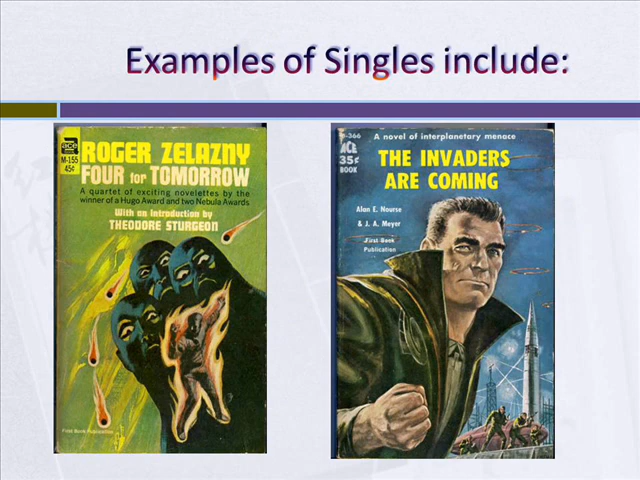 Examples of Singles include:
ace
M-155
45¢
ROGER ZELAZNY
FOUR for TOMORROW
A quartet of exciting novelettes by the
winner of a Hugo Award and two Nebula Awards
With an Introduction by
THEODORE STURGEON
First Book Publication
-366
A novel of interplanetary menace
ACE
35¢
BOOK
THE INVADERS
ARE COMING
Alan E. Nourse
& J. A. Meyer
First Book
Publication